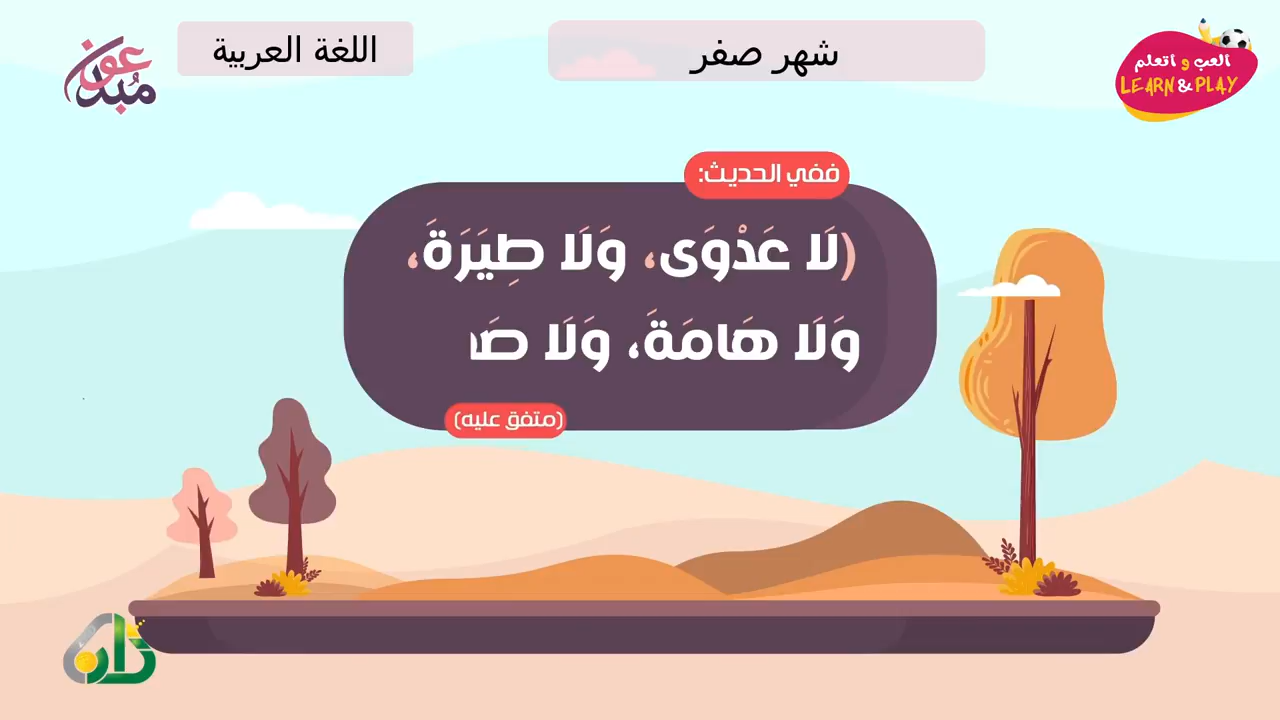 شهر صفر
اللغة العربية
مبدعون
العب و اتعلم
LEARN & PLAY
ففي الحديث:
(لَا عَدْوَى، وَلَا طِيَرَةَ،
وَلَا هَامَةَ، وَلَا
(متفق عليه)